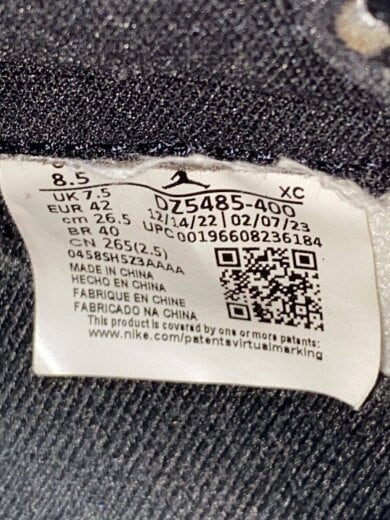 8.5 XC
UK 7.5 DZ5485-400
EUR 42 12/14/22 | 02/07/23
cm 26.5 UPC 00196608236184
BR 40
CN 265(2.5)
0458SH5Z3AAAA
MADE IN CHINA
HECHO EN CHINA
FABRIQUE EN CHINE
FABRICADO NA CHINA
This product is covered by one or more patents:
www.nike.com/patentsvirtualmarking